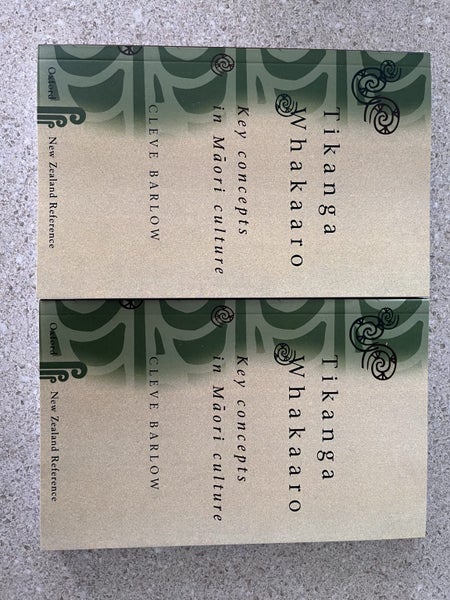 Tikanga
Whakaaro
Key concepts
in Māori culture
CLEVE BARLOW
Oxford
New Zealand Reference
Tikanga
Whakaaro
Key concepts
in Māori culture
CLEVE BARLOW
Oxford
New Zealand Reference